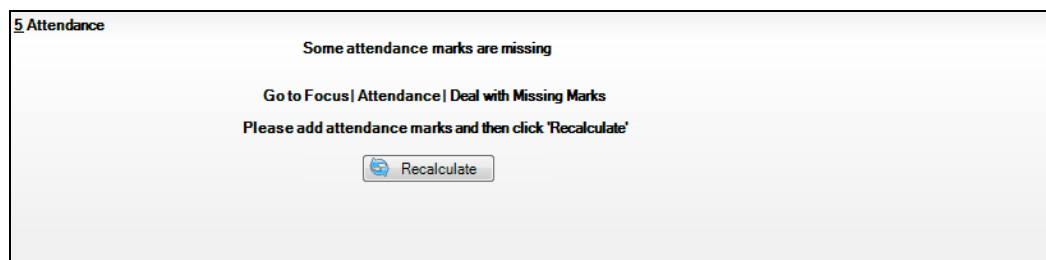 5 Attendance
Some attendance marks are missing
Go to Focus| Attendance| Deal with Missing Marks
Please add attendance marks and then click 'Recalculate'
Recalculate